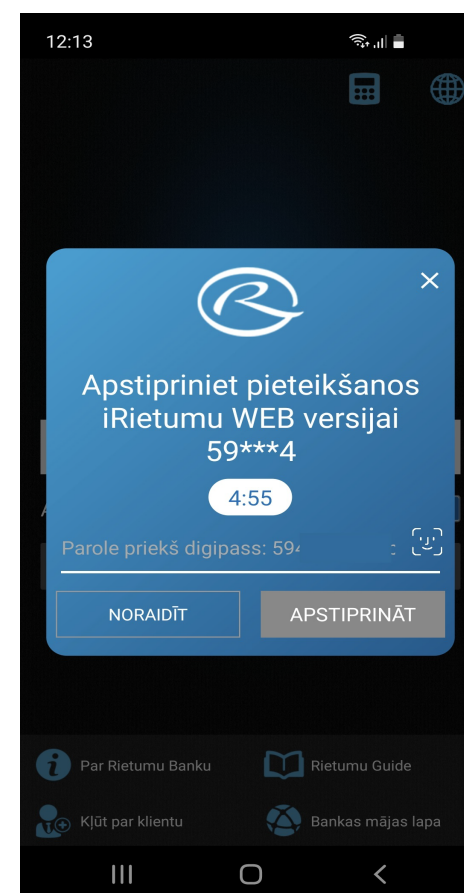 12:13
Apstipriniet pieteikšanos
iRietumu WEB versijai
59***4
4:55
Parole priekš digipass: 594
NORAIDĪT
APSTIPRINĀT
Par Rietumu Banku
Rietumu Guide
Kļūt par klientu
Bankas mājas lapa